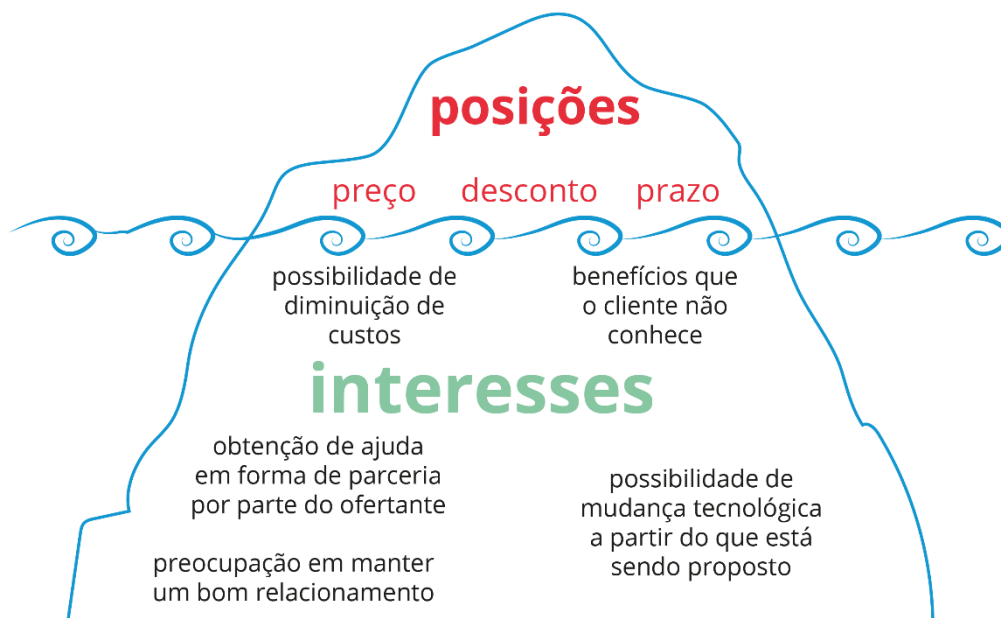 posições
preço desconto prazo
possibilidade de
diminuição de
custos
benefícios que
o cliente não
conhece
interesses
obtenção de ajuda
em forma de parceria
por parte do ofertante
possibilidade de
mudança tecnológica
a partir do que está
sendo proposto
preocupação em manter
um bom relacionamento